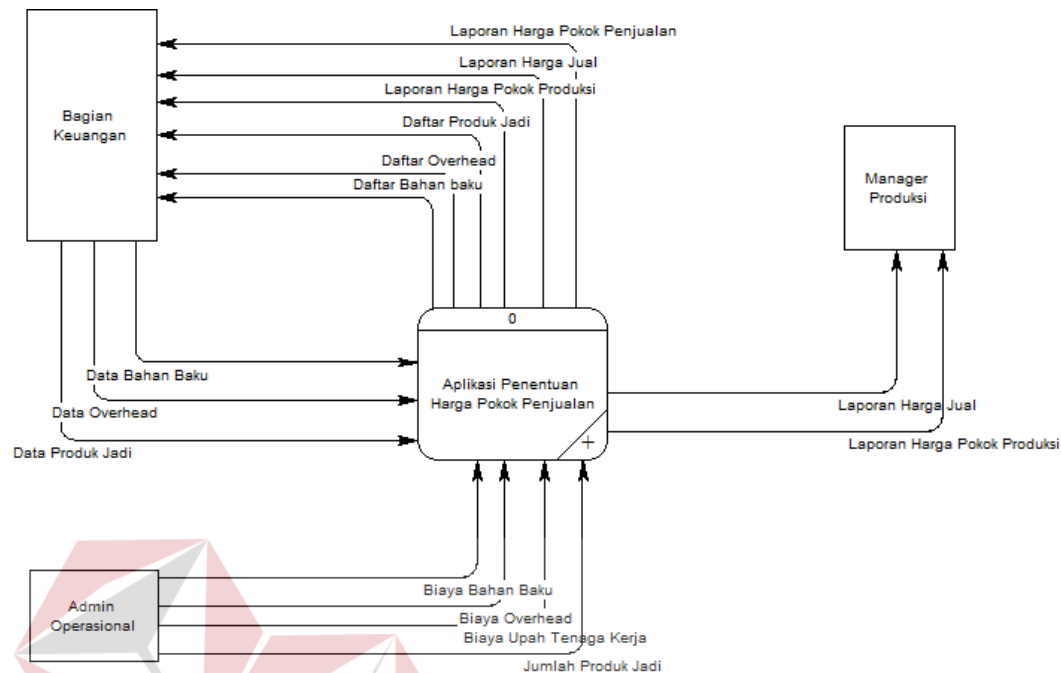 Laporan Harga Pokok Penjualan
Laporan Harga Jual
Laporan Harga Pokok Produksi
Daftar Produk Jadi
Daftar Overhead
Daftar Bahan baku
Bagian
Keuangan
Manager
Produksi
0
Aplikasi Penentuan
Harga Pokok Penjualan
+
Data Bahan Baku
Data Overhead
Data Produk Jadi
Laporan Harga Jual
Laporan Harga Pokok Produksi
Admin
Operasional
Biaya Bahan Baku
Biaya Overhead
Biaya Upah Tenaga Kerja
Jumlah Produk Jadi